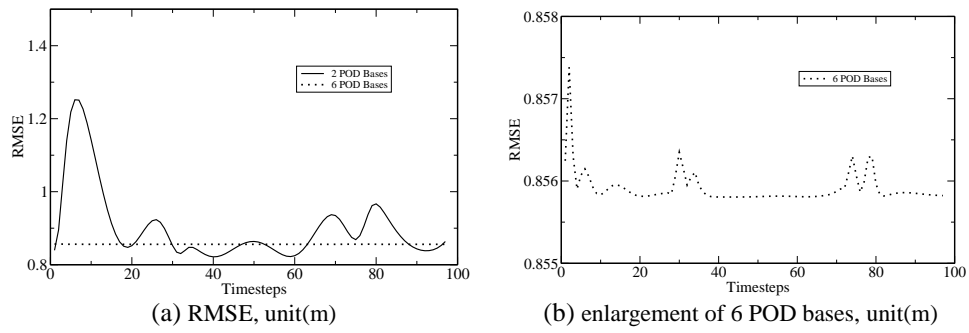 1.4
1.2
1
0.8
RMSE
2 POD Bases
6 POD Bases
0 20 40 60 80 100
Timesteps
(a) RMSE, unit(m)
0.858
0.857
0.856
0.855
RMSE
6 POD Bases
0 20 40 60 80 100
Timesteps
(b) enlargement of 6 POD bases, unit(m)